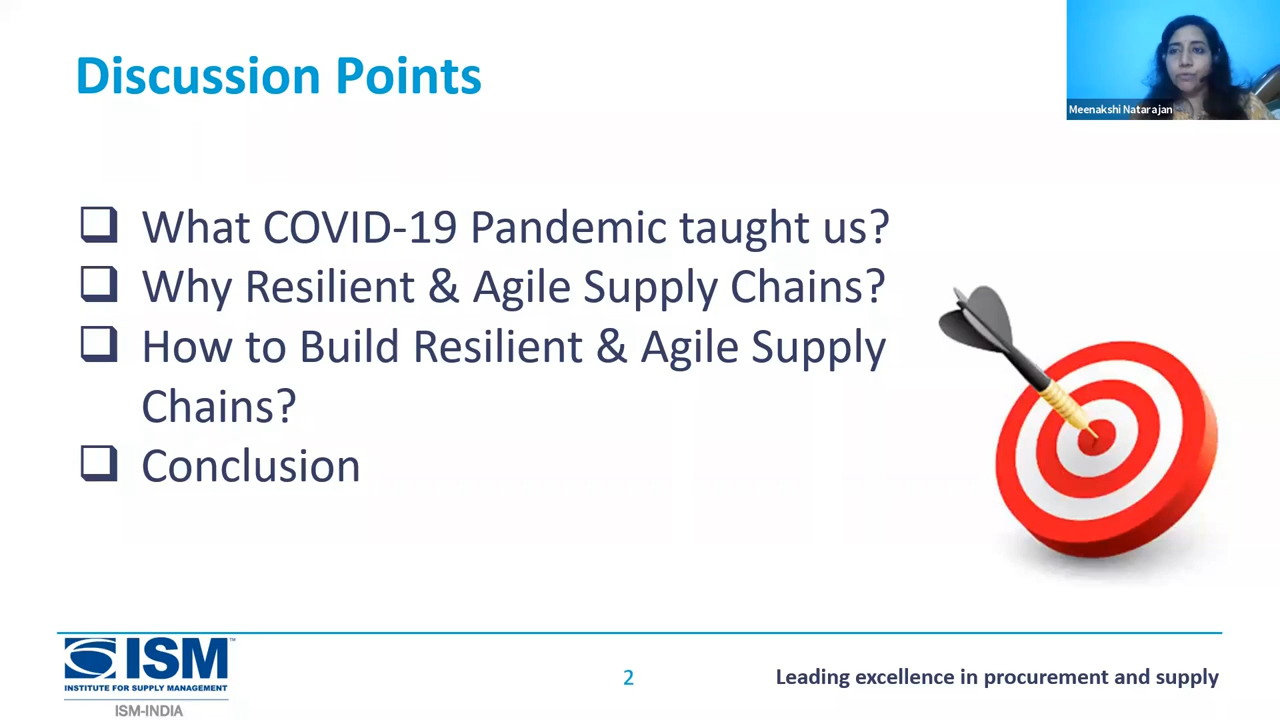 Discussion Points
Meenakshi Natarajan
❑ What COVID-19 Pandemic taught us?
❑ Why Resilient & Agile Supply Chains?
❑ How to Build Resilient & Agile Supply
Chains?
❑ Conclusion
ISM™
INSTITUTE FOR SUPPLY MANAGEMENT
ISM-INDIA
2
Leading excellence in procurement and supply